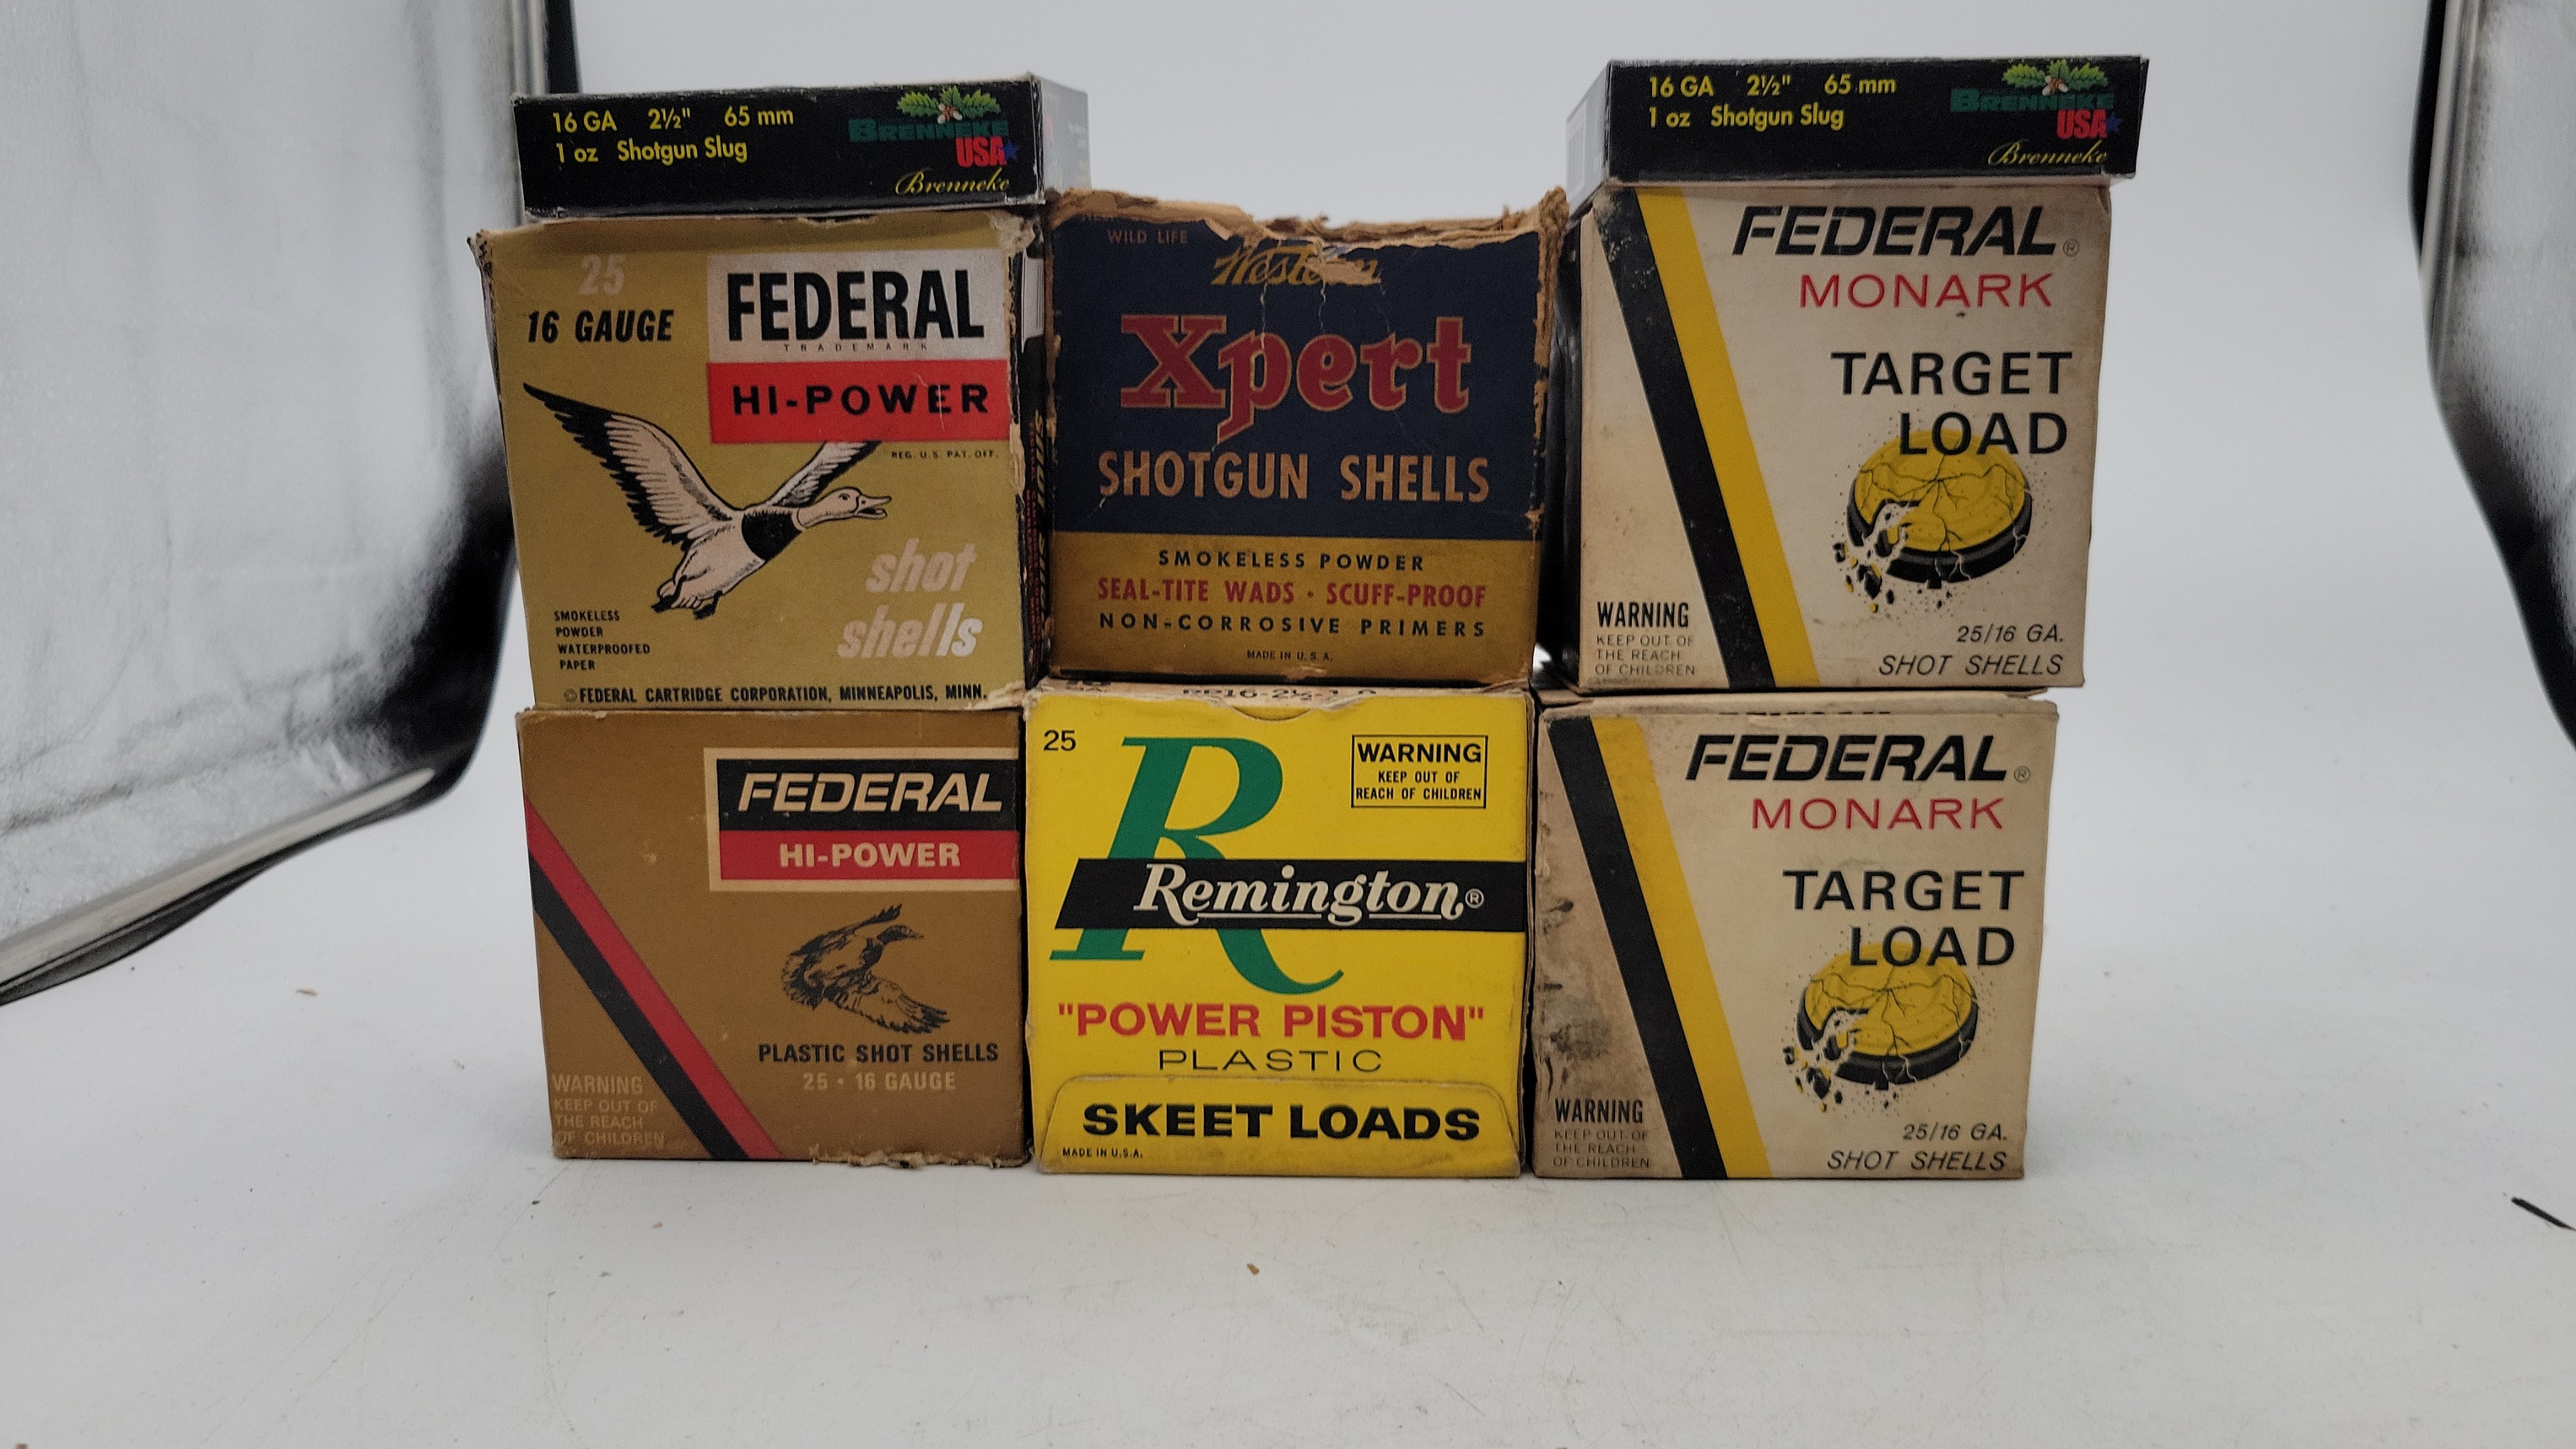 16 GA 2½" 65 mm
1 oz Shotgun Slug
BRENNEKE
USA
Brenneke
16 GA 2½" 65 mm
1 oz Shotgun Slug
BRENNEKE
USA
Brenneke
25
16 GAUGE
FEDERAL
TRADEMARK
HI-POWER
REG. U.S. PAT. OFF.
shot
shells
SMOKELESS
POWDER
WATERPROOFED
PAPER
© FEDERAL CARTRIDGE CORPORATION, MINNEAPOLIS, MINN.
WILD LIFE
Western
Xpert
SHOTGUN SHELLS
SMOKELESS POWDER
SEAL-TITE WADS · SCUFF-PROOF
NON-CORROSIVE PRIMERS
MADE IN U.S.A.
FEDERAL®
MONARK
TARGET
LOAD
WARNING
KEEP OUT OF
THE REACH
OF CHILDREN
25/16 GA.
SHOT SHELLS
FEDERAL
HI-POWER
PLASTIC SHOT SHELLS
25 · 16 GAUGE
WARNING
KEEP OUT OF
THE REACH
OF CHILDREN
25
R
WARNING
KEEP OUT OF
REACH OF CHILDREN
Remington®
"POWER PISTON"
PLASTIC
SKEET LOADS
MADE IN U.S.A.
FEDERAL®
MONARK
TARGET
LOAD
WARNING
KEEP OUT OF
THE REACH
OF CHILDREN
25/16 GA.
SHOT SHELLS